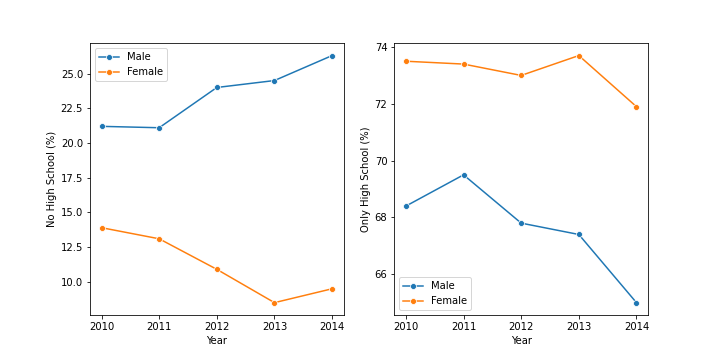 No High School (%)
25.0
22.5
20.0
17.5
15.0
12.5
10.0
Male
Female
2010 2011 2012 2013 2014
Year
Only High School (%)
74
72
70
68
66
Male
Female
2010 2011 2012 2013 2014
Year